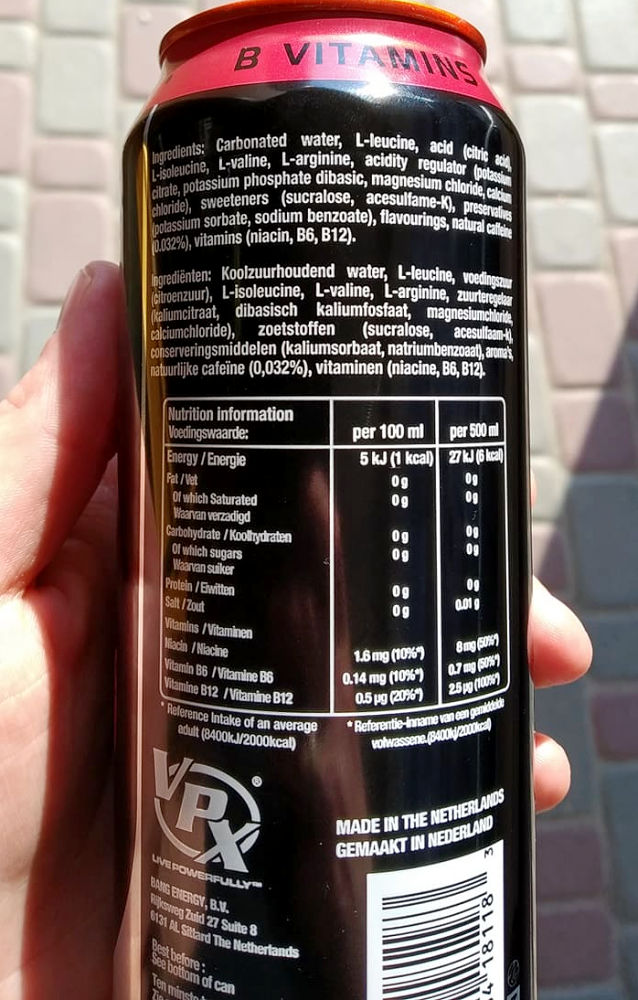 B VITAMINS
Ingredients: Carbonated water, L-leucine, acid (citric acid),
L-isoleucine, L-valine, L-arginine, acidity regulator (potassium
citrate, potassium phosphate dibasic, magnesium chloride, calcium
chloride), sweeteners (sucralose, acesulfame-K), preservatives
(potassium sorbate, sodium benzoate), flavourings, natural caffeine
(0.032%), vitamins (niacin, B6, B12).
Ingrediënten: Koolzuurhoudend water, L-leucine, voedingszuur
(citroenzuur), L-isoleucine, L-valine, L-arginine, zuurteregelaar
(kaliumcitraat, dibasisch kaliumfosfaat, magnesiumchloride,
calciumchloride), zoetstoffen (sucralose, acesulfaam-k),
conserveringsmiddelen (kaliumsorbaat, natriumbenzoaat), aroma's,
natuurlijke cafeïne (0,032%), vitaminen (niacine, B6, B12).
Nutrition information
Voedingswaarde: per 100 ml per 500 ml
Energy / Energie 5 kJ (1 kcal) 27 kJ (6 kcal)
Fat / Vet 0 g 0 g
Of which Saturated 0 g 0 g
Waarvan verzadigd
Carbohydrate / Koolhydraten 0 g 0 g
Of which sugars 0 g 0 g
Waarvan suiker
Protein / Eiwitten 0 g 0 g
Salt / Zout 0 g 0.01 g
Vitamins / Vitaminen
Niacin / Niacine 1.6 mg (10%*) 8 mg (50%*)
Vitamin B6 / Vitamine B6 0.14 mg (10%*) 0.7 mg (50%*)
Vitamine B12 / Vitamine B12 0.5 µg (20%*) 2.5 µg (100%*)
* Reference Intake of an average
adult (8400kJ/2000kcal)
* Referentie-Inname van een gemiddelde
volwassene.(8400kj/2000kcal)
VPX®
LIVE POWERFULLY™
MADE IN THE NETHERLANDS
GEMAAKT IN NEDERLAND
BANG ENERGY, B.V.
Rijksweg Zuid 27 Suite 8
6131 AL Sittard The Netherlands
Best before :
See bottom of can
Ten minste
4 18118 3